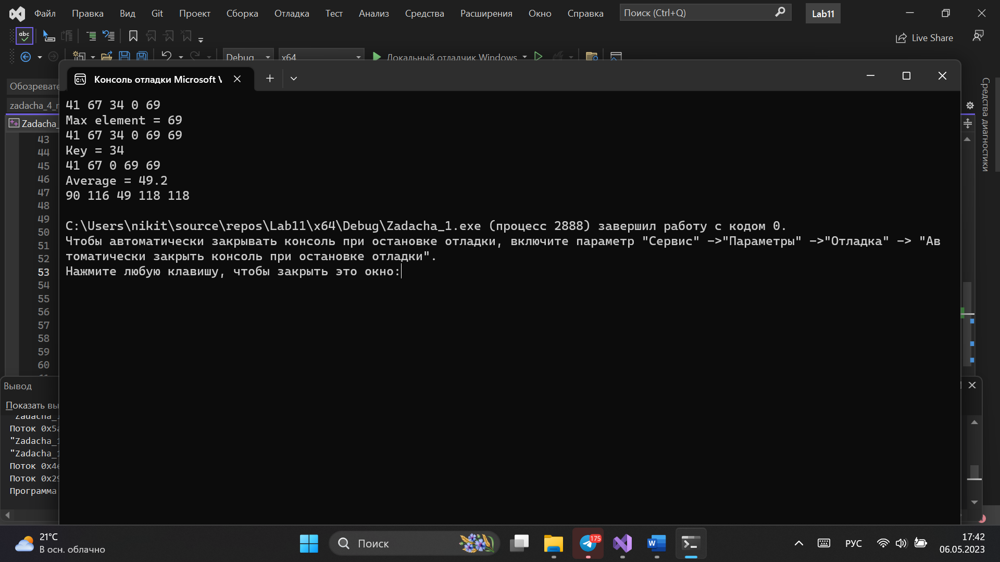 Файл Правка Вид Git Проект Сборка Отладка Тест Анализ Средства Расширения Окно Справка Поиск (Ctrl+Q) Lab11
abc Live Share
Debug x64 Локальный отладчик Windows
Консоль отладки Microsoft
Средства диагностики
41 67 34 0 69
Max element = 69
41 67 34 0 69 69
Key = 34
41 67 0 69 69
Average = 49.2
90 116 49 118 118
C:\Users\nikit\source\repos\Lab11\x64\Debug\Zadacha_1.exe (процесс 2888) завершил работу с кодом 0.
Чтобы автоматически закрывать консоль при остановке отладки, включите параметр "Сервис" ->"Параметры" ->"Отладка" -> "Ав
томатически закрыть консоль при остановке отладки".
Нажмите любую клавишу, чтобы закрыть это окно:
Обозревате
zadacha_4_
Zadacha_
43
44
45
46
47
48
49
50
51
52
53
54
55
56
57
58
59
60
Вывод
Показать вы
Zadacha_
Поток 0x5a
"Zadacha_1
"Zadacha_1
Поток 0x4e
Поток 0x29
Программа
21°C
В осн. облачно
Поиск
175
W
РУС
17:42
06.05.2023